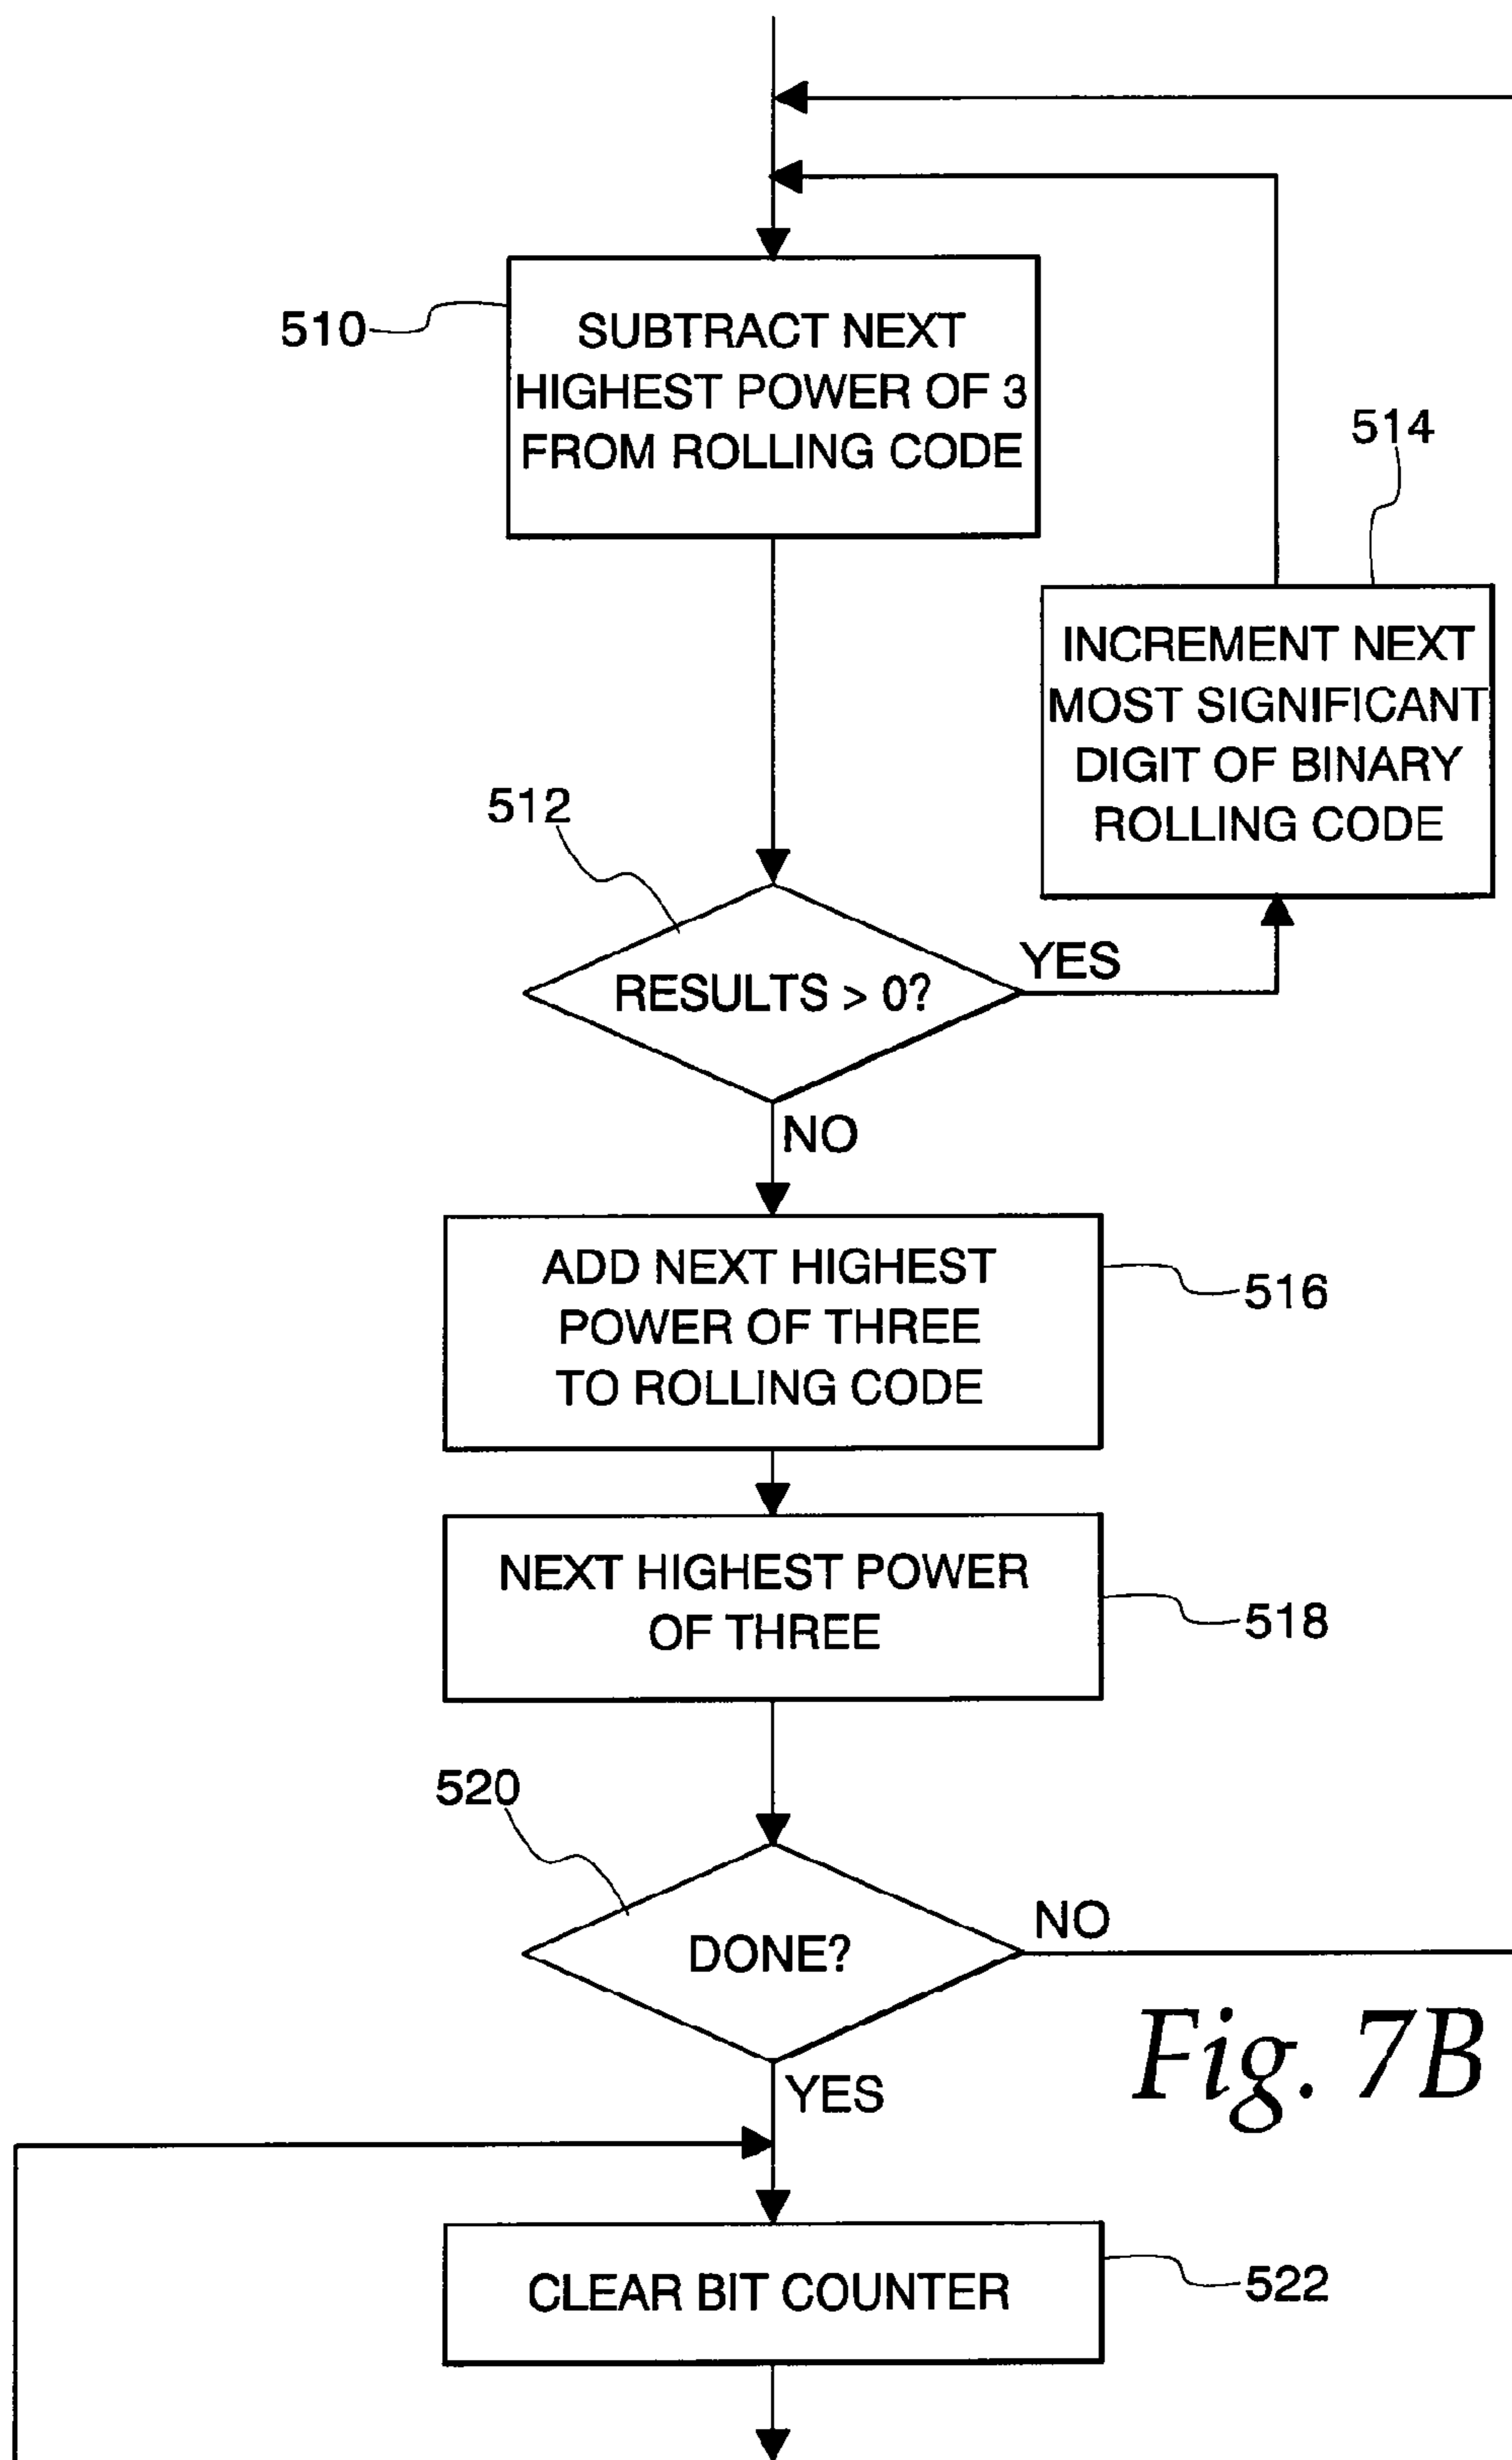 510
SUBTRACT NEXT
HIGHEST POWER OF 3
FROM ROLLING CODE
514
INCREMENT NEXT
MOST SIGNIFICANT
DIGIT OF BINARY
ROLLING CODE
512
RESULTS > 0?
YES
NO
ADD NEXT HIGHEST
POWER OF THREE
TO ROLLING CODE
516
NEXT HIGHEST POWER
OF THREE
518
520
DONE?
NO
Fig. 7B
YES
CLEAR BIT COUNTER
522